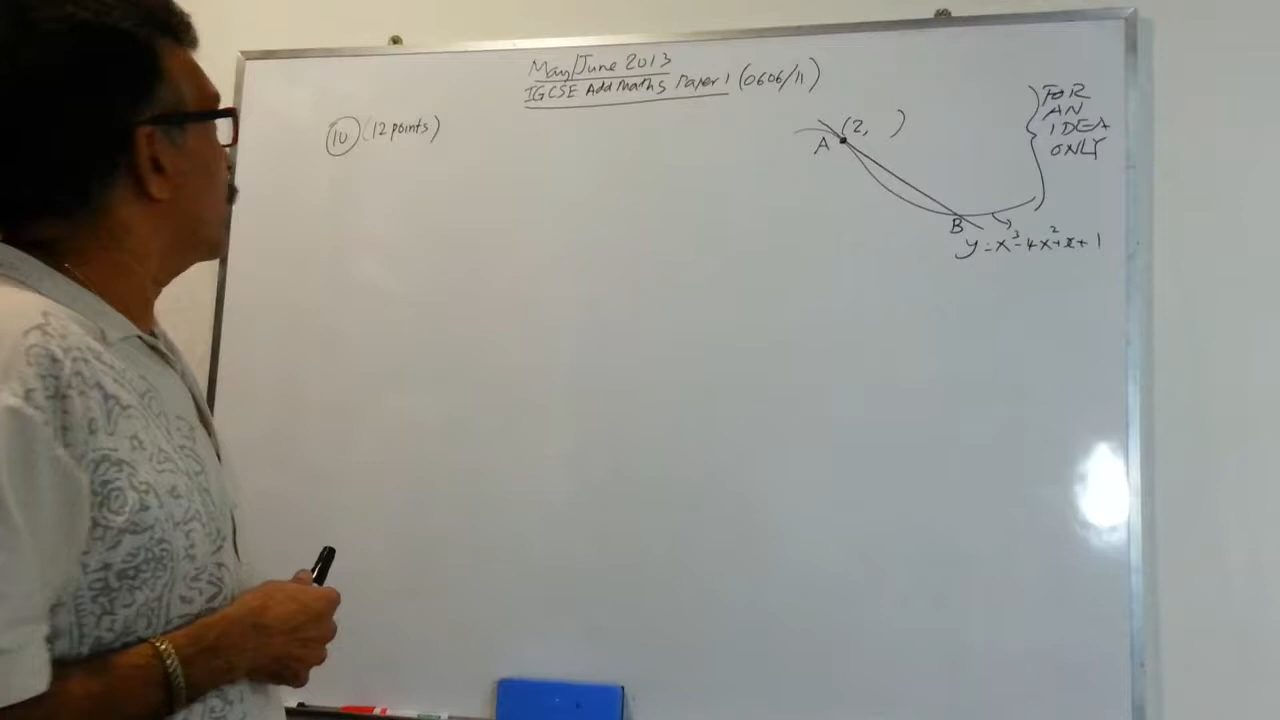 May/June 2013
IGCSE Add Maths Paper 1 (0606/11)
10 (12 points)
(2, )
A
B
y = x³ - 4x² + x + 1
FOR
AN
IDEA
ONLY